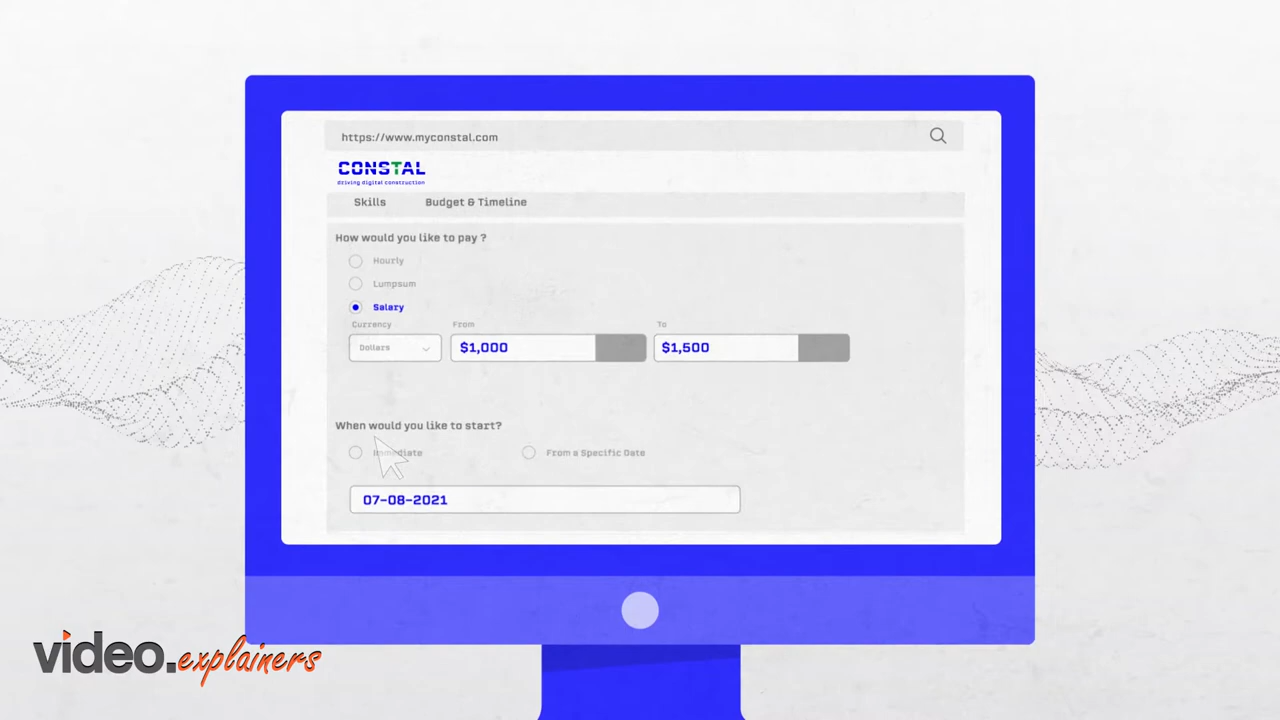 https://www.myconstal.com
CONSTAL
driving digital construction
Skills Budget & Timeline
How would you like to pay ?
Hourly
Lumpsum
Salary
Currency From To
Dollars $1,000 $1,500
When would you like to start?
Immediate From a Specific Date
07-08-2021
video.explainers